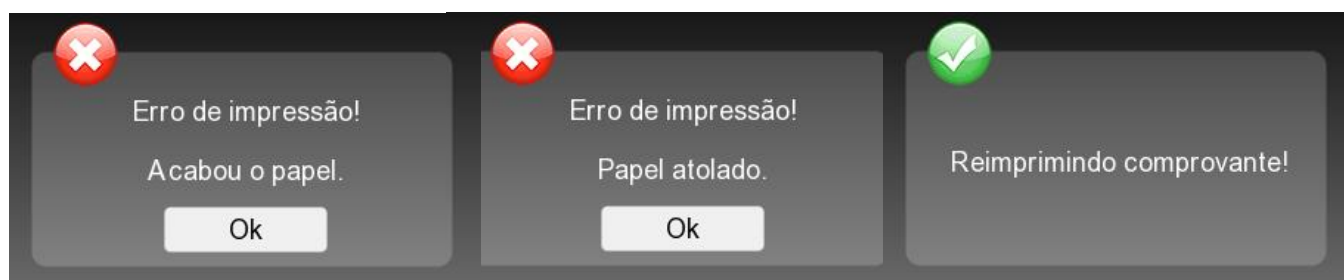 Erro de impressão!
Acabou o papel.
Ok
Erro de impressão!
Papel atolado.
Ok
Reimprimindo comprovante!